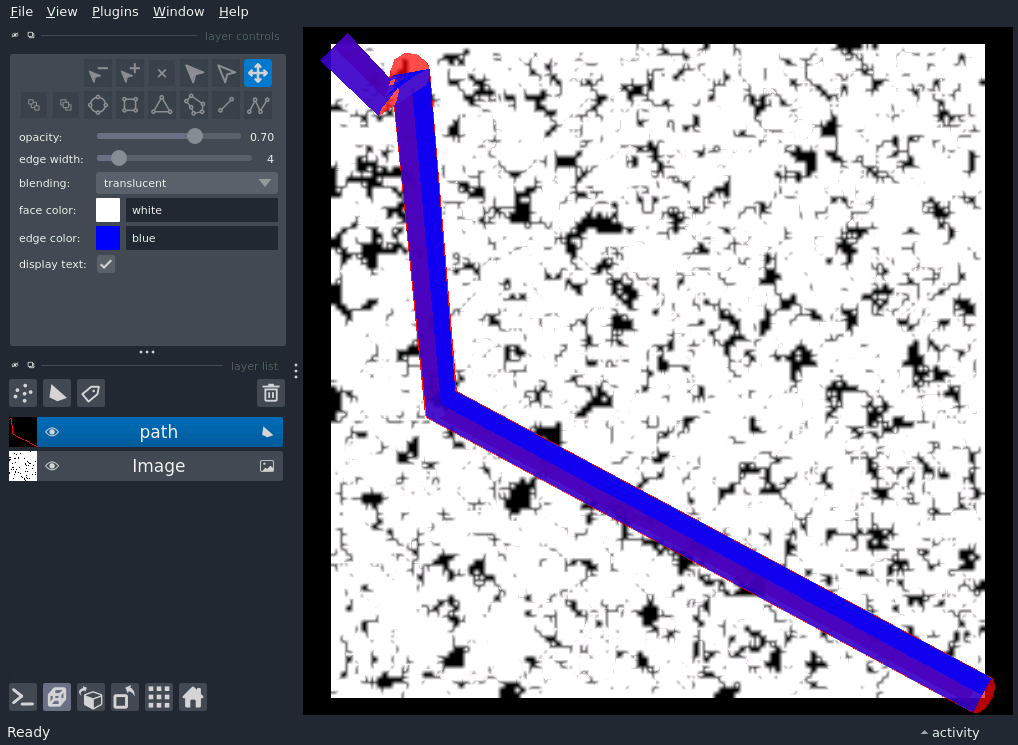 File View Plugins Window Help
layer controls
opacity: 0.70
edge width: 4
blending: translucent
face color: white
edge color: blue
display text:
layer list
path
Image
Ready
activity